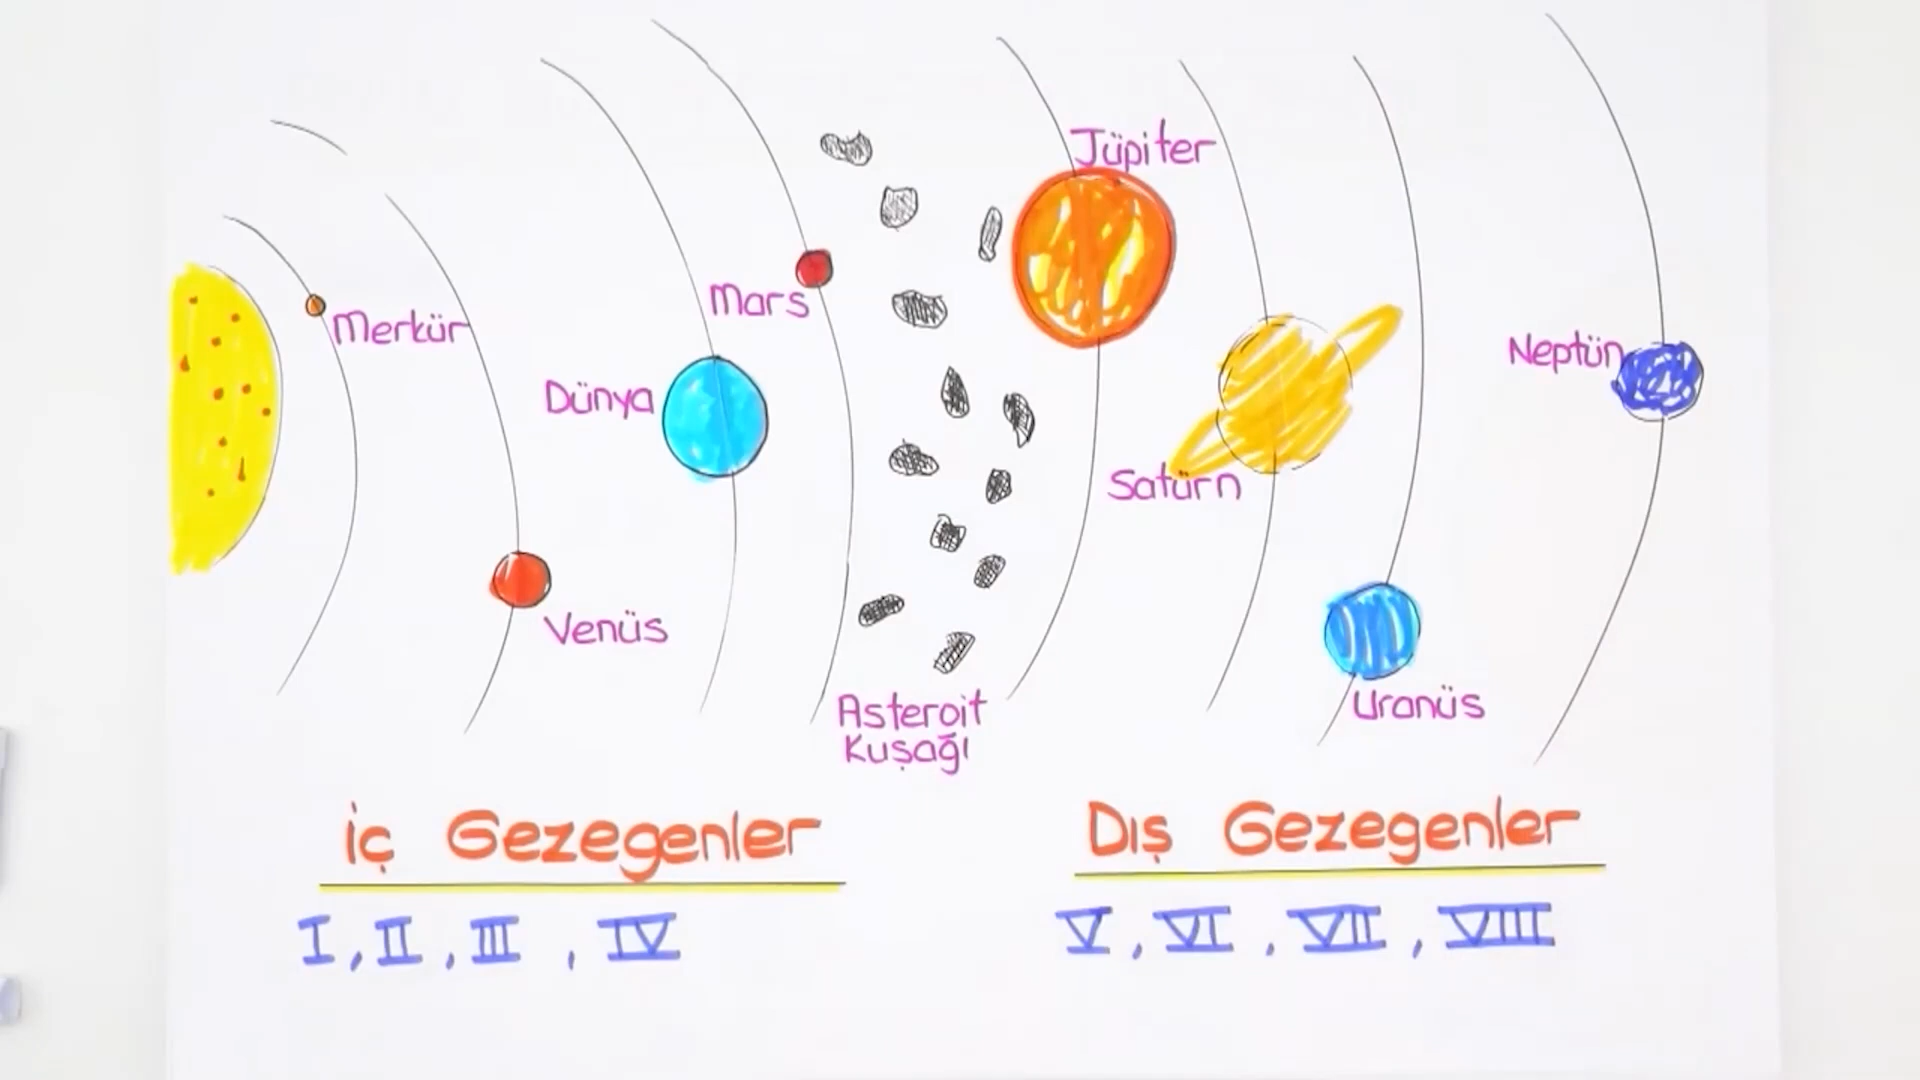 Jüpiter
Merkür
Mars
Dünya
Neptün
Satürn
Venüs
Uranüs
Asteroit
Kuşağı
İç Gezegenler
Dış Gezegenler
I, II, III, IV
V, VI, VII, VIII